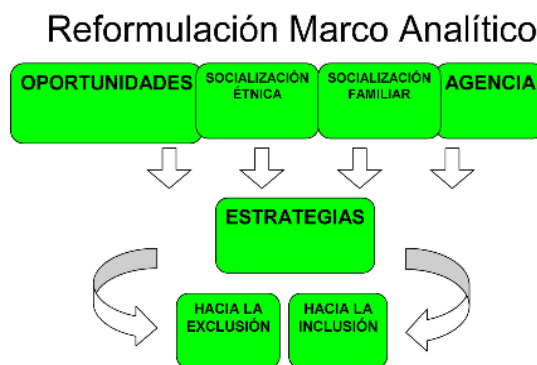 Reformulación Marco Analítico
OPORTUNIDADES
SOCIALIZACIÓN
ÉTNICA
SOCIALIZACIÓN
FAMILIAR
AGENCIA
ESTRATEGIAS
HACIA LA
EXCLUSIÓN
HACIA LA
INCLUSIÓN